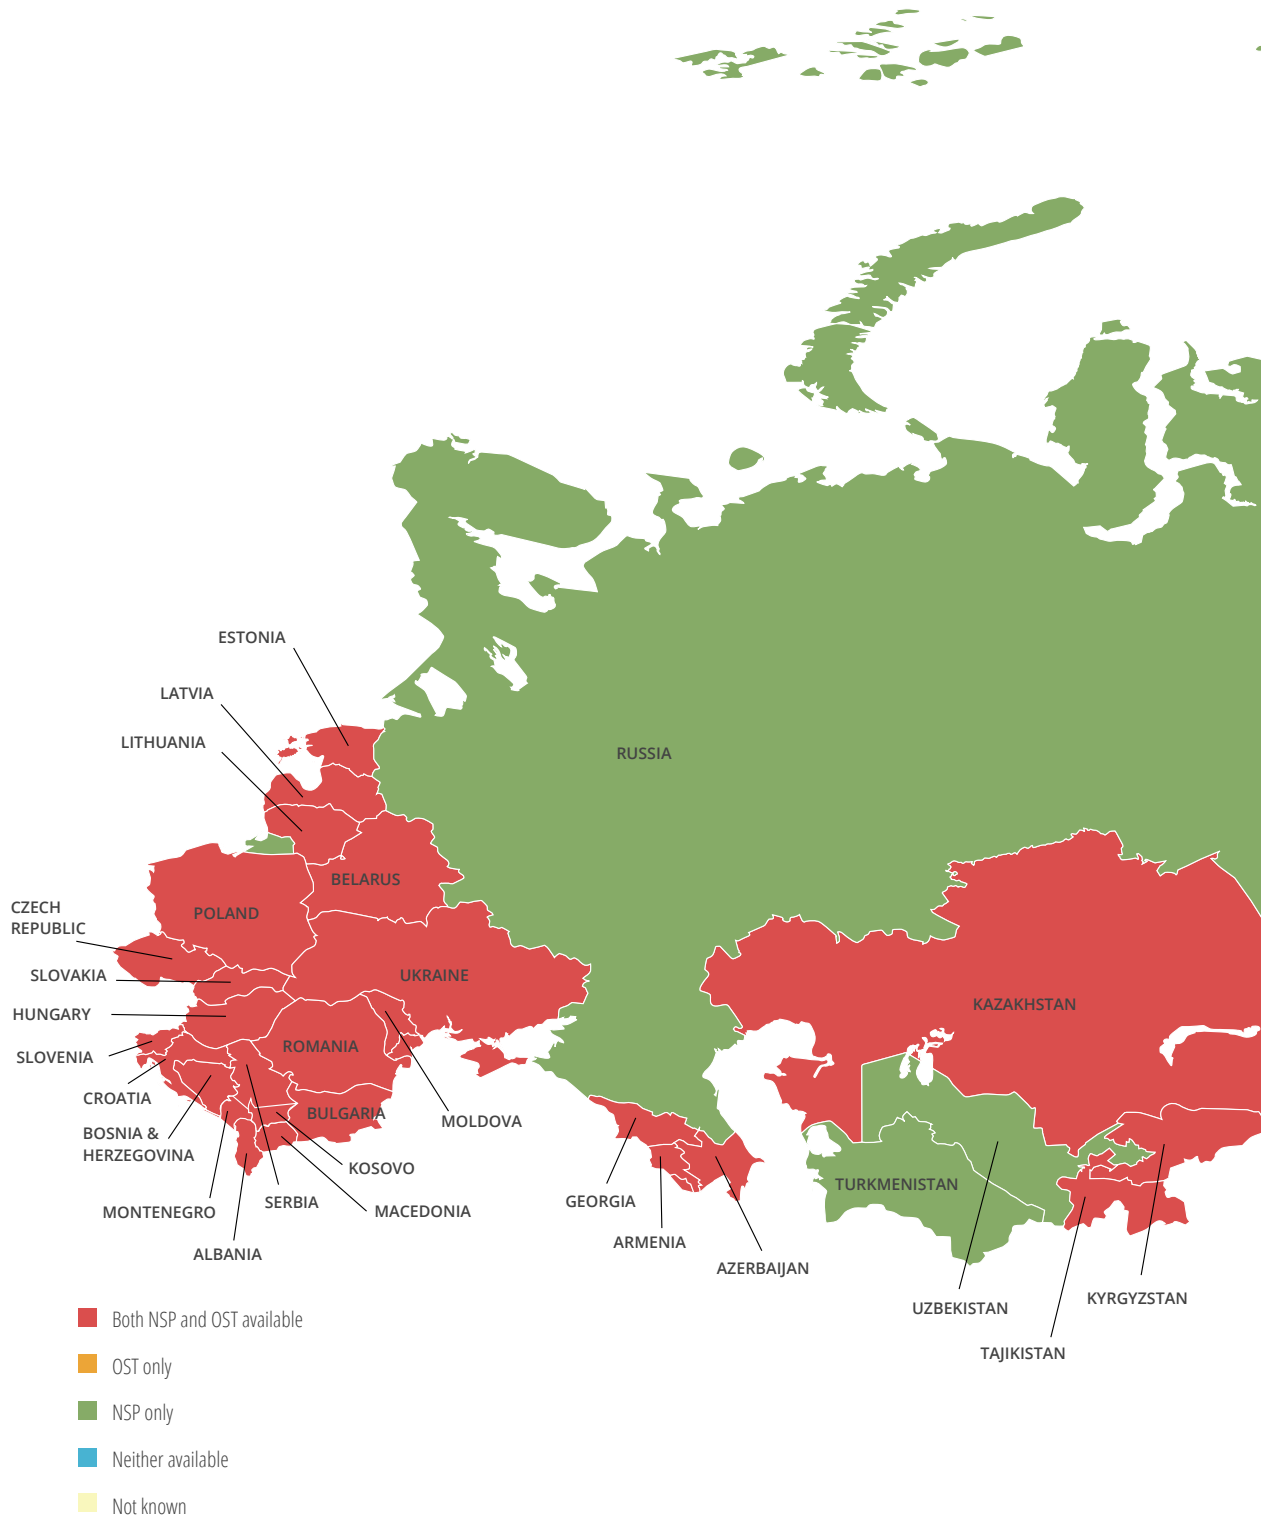 ESTONIA
LATVIA
LITHUANIA
RUSSIA
BELARUS
CZECH
REPUBLIC
POLAND
SLOVAKIA
UKRAINE
HUNGARY
KAZAKHSTAN
SLOVENIA
ROMANIA
CROATIA
BULGARIA
MOLDOVA
BOSNIA &
HERZEGOVINA
KOSOVO
TURKMENISTAN
MONTENEGRO
SERBIA
MACEDONIA
GEORGIA
ALBANIA
ARMENIA
AZERBAIJAN
UZBEKISTAN
KYRGYZSTAN
TAJIKISTAN
Both NSP and OST available
OST only
NSP only
Neither available
Not known